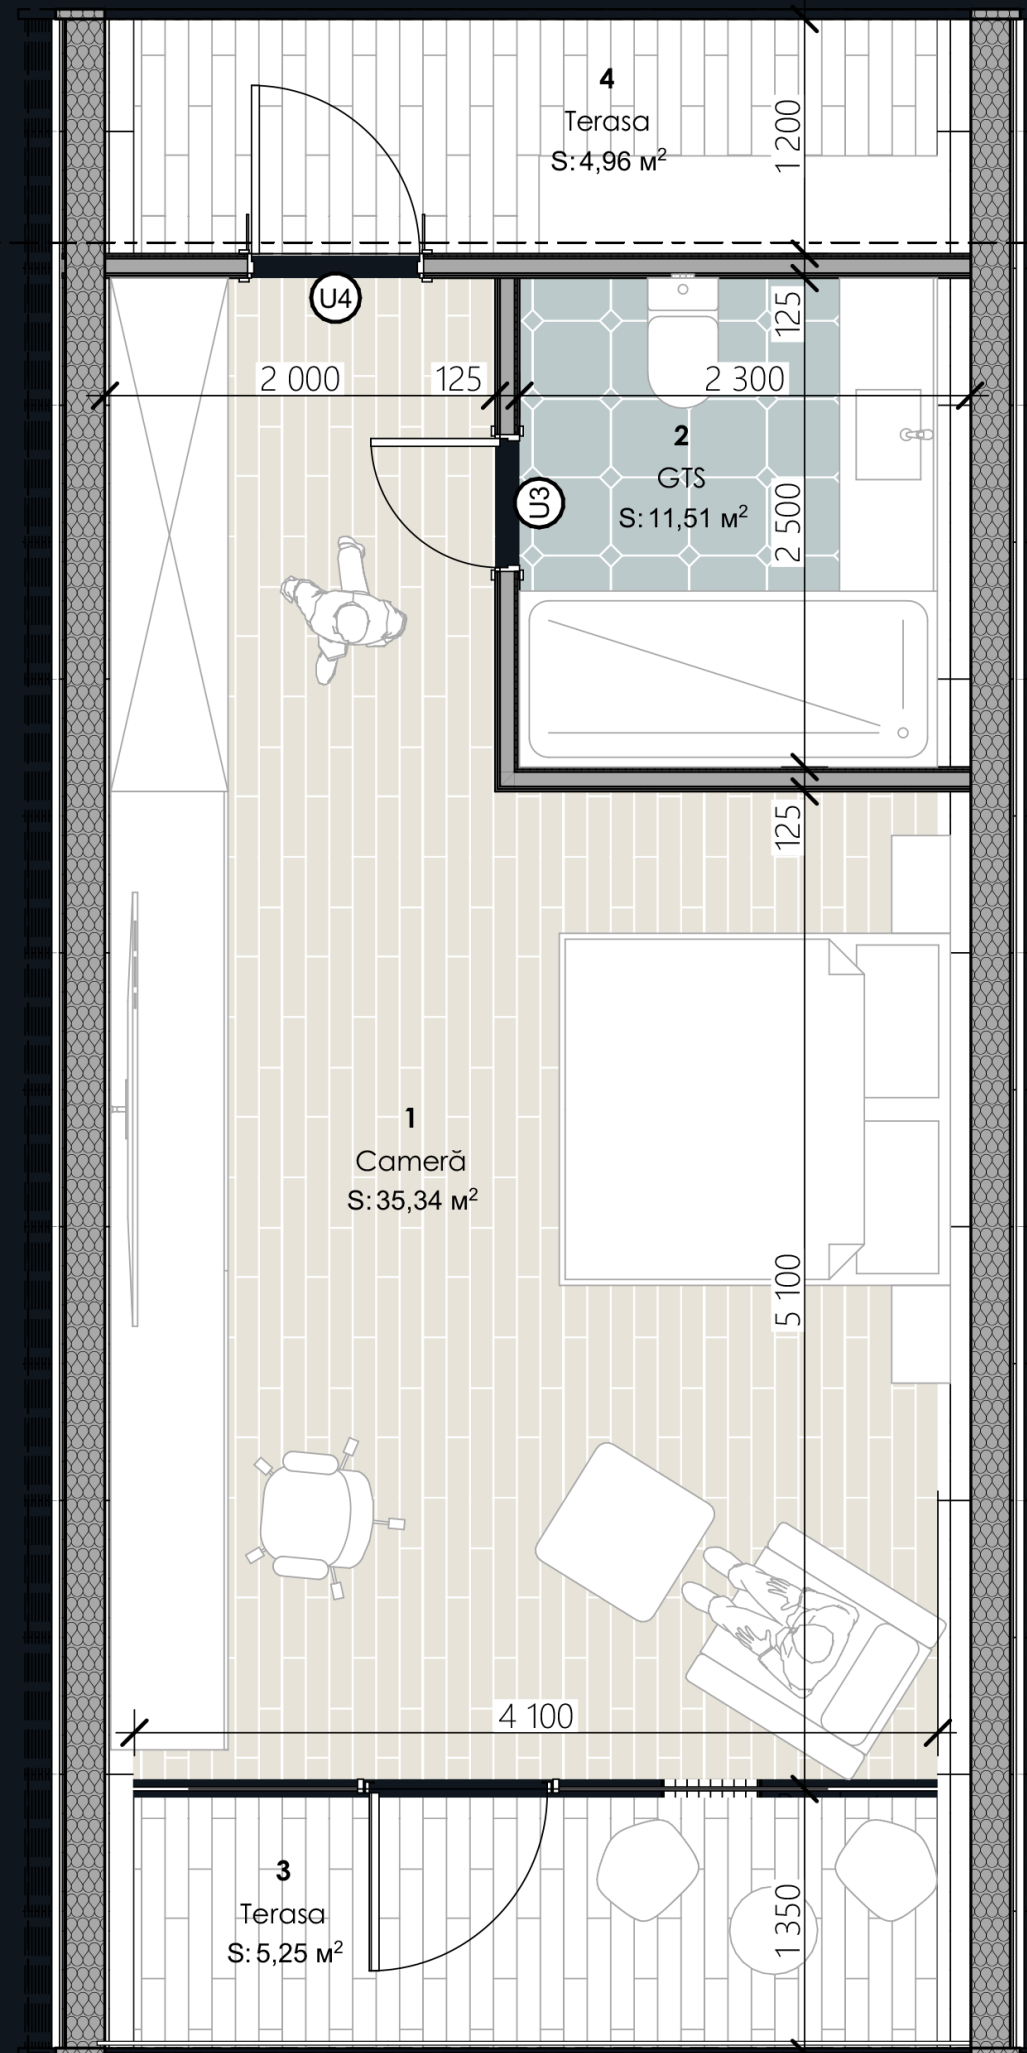 4
Terasa
S: 4,96 м²
1 200
U4
125
2 000
125
2 300
2
GTS
S: 11,51 м²
U3
2 500
125
1
Cameră
S: 35,34 м²
5 100
4 100
3
Terasa
S: 5,25 м²
1 350